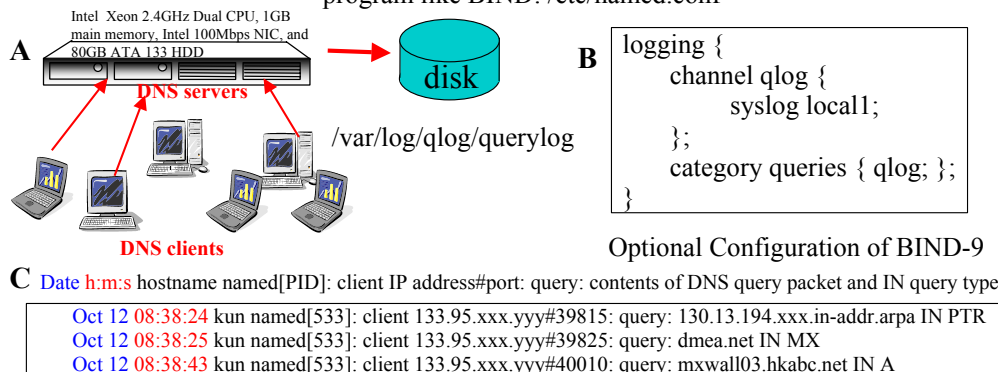 program like BIND: /etc/named.conf
Intel Xeon 2.4GHz Dual CPU, 1GB
main memory, Intel 100Mbps NIC, and
80GB ATA 133 HDD
A
DNS servers
disk
/var/log/qlog/querylog
DNS clients
B
logging {
channel qlog {
syslog local1;
};
category queries { qlog; };
}
Optional Configuration of BIND-9
C Date h:m:s hostname named[PID]: client IP address#port: query: contents of DNS query packet and IN query type
Oct 12 08:38:24 kun named[533]: client 133.95.xxx.yyy#39815: query: 130.13.194.xxx.in-addr.arpa IN PTR
Oct 12 08:38:25 kun named[533]: client 133.95.xxx.yyy#39825: query: dmea.net IN MX
Oct 12 08:38:43 kun named[533]: client 133.95.xxx.yyy#40010: query: mxwall03.hkabc.net IN A